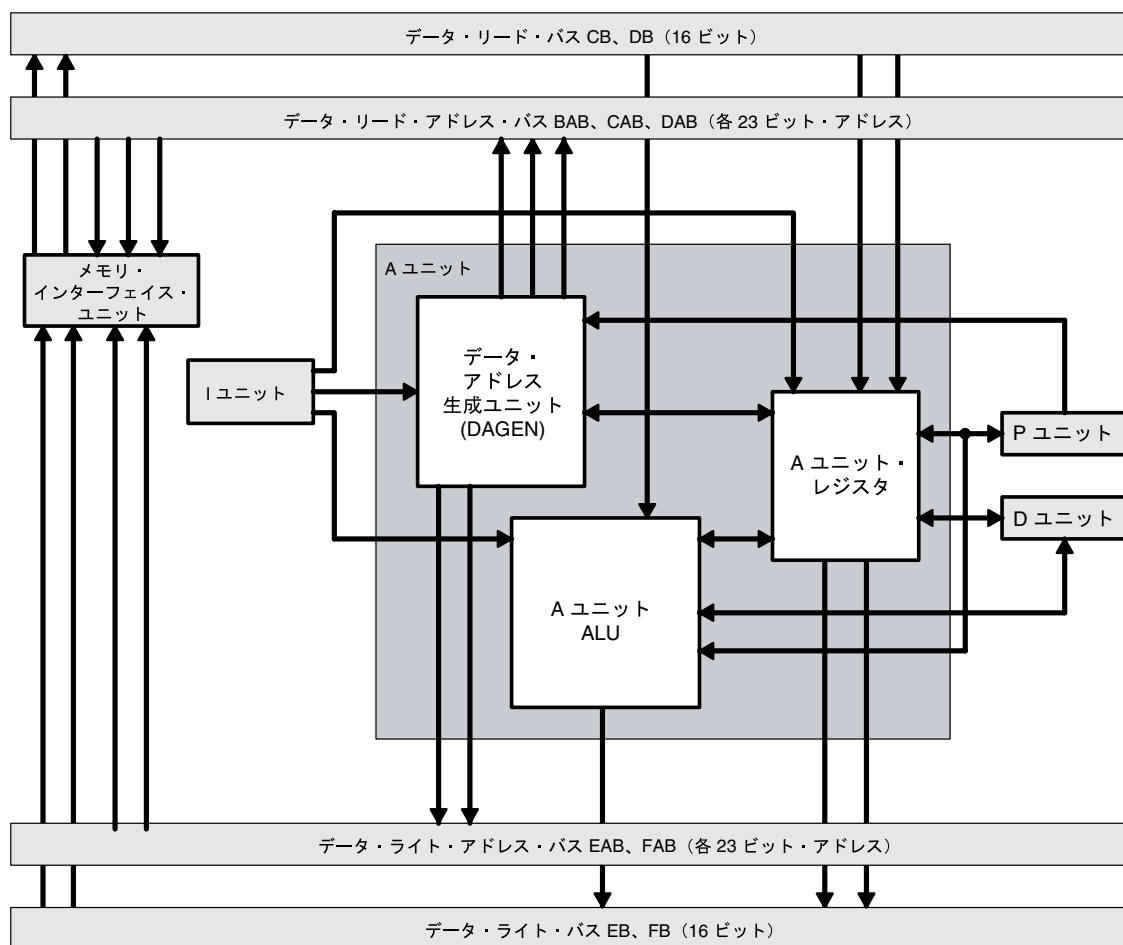 データ・リード・バス CB、DB（16 ビット）
データ・リード・アドレス・バス BAB、CAB、DAB（各 23 ビット・アドレス）
メモリ・
インターフェイス・
ユニット
A ユニット
I ユニット
データ・
アドレス
生成ユニット
(DAGEN)
A ユニット・
レジスタ
P ユニット
D ユニット
A ユニット
ALU
データ・ライト・アドレス・バス EAB、FAB（各 23 ビット・アドレス）
データ・ライト・バス EB、FB（16 ビット）